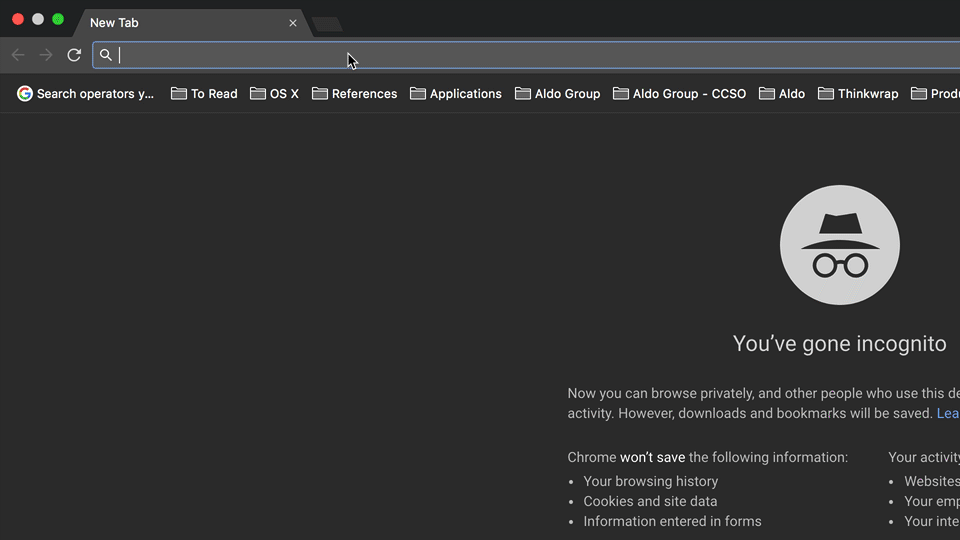 New Tab
Search operators y... To Read OS X References Applications Aldo Group Aldo Group - CCSO Aldo Thinkwrap Produ
You've gone incognito
Now you can browse privately, and other people who use this de
activity. However, downloads and bookmarks will be saved. Lea
Chrome won't save the following information:
Your activity
• Your browsing history
• Websites
• Cookies and site data
• Your emp
• Information entered in forms
• Your inte